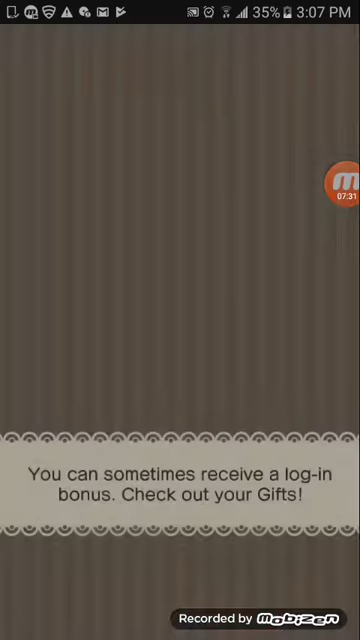 35% 3:07 PM
07:31
You can sometimes receive a log-in
bonus. Check out your Gifts!
Recorded by Mobizen